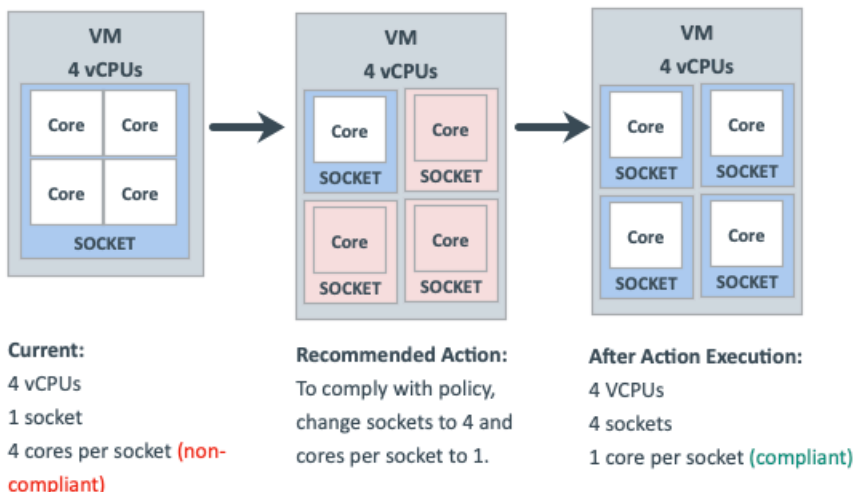 VM
4 vCPUs
Core Core
Core Core
SOCKET
VM
4 vCPUs
Core Core
SOCKET SOCKET
Core Core
SOCKET SOCKET
VM
4 vCPUs
Core Core
SOCKET SOCKET
Core Core
SOCKET SOCKET
Current:
4 vCPUs
1 socket
4 cores per socket (non-
compliant)
Recommended Action:
To comply with policy,
change sockets to 4 and
cores per socket to 1.
After Action Execution:
4 VCPUs
4 sockets
1 core per socket (compliant)